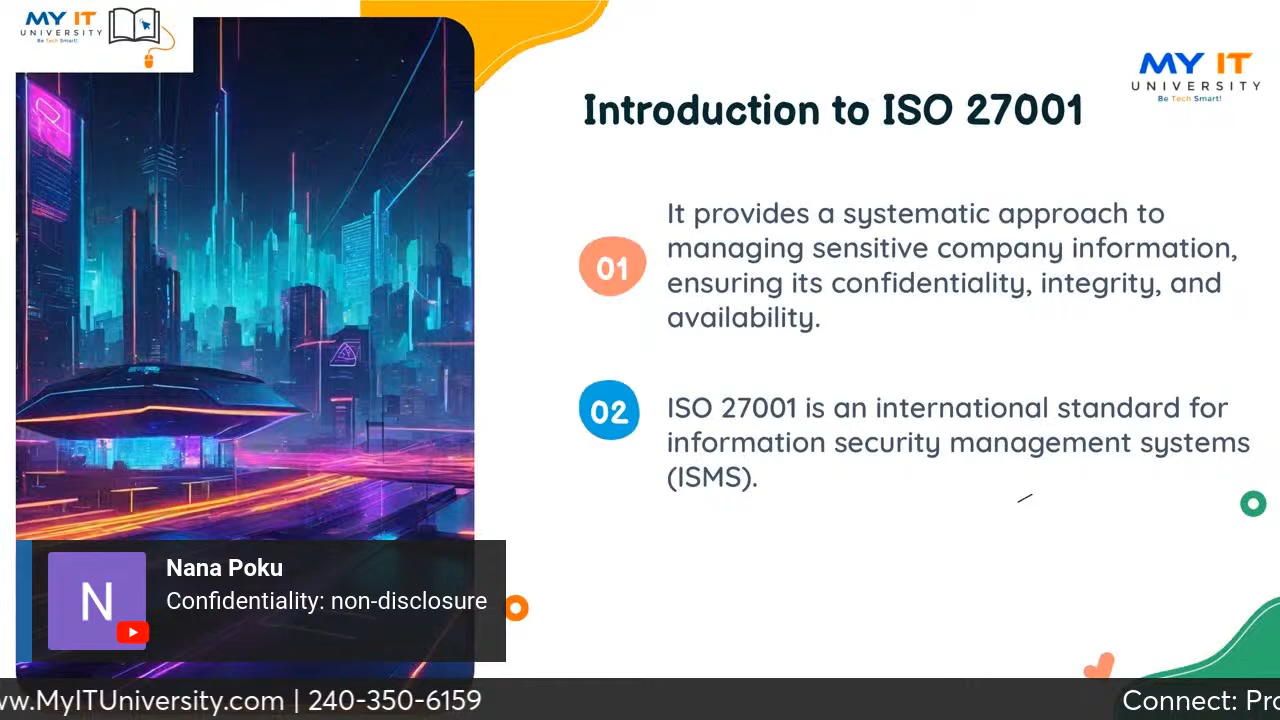 MY IT
UNIVERSITY
Be Tech Smart!
MY IT
UNIVERSITY
Be Tech Smart!
Introduction to ISO 27001
01
It provides a systematic approach to
managing sensitive company information,
ensuring its confidentiality, integrity, and
availability.
02
ISO 27001 is an international standard for
information security management systems
(ISMS).
N
Nana Poku
Confidentiality: non-disclosure
w.MyITUniversity.com | 240-350-6159
Connect: Pro